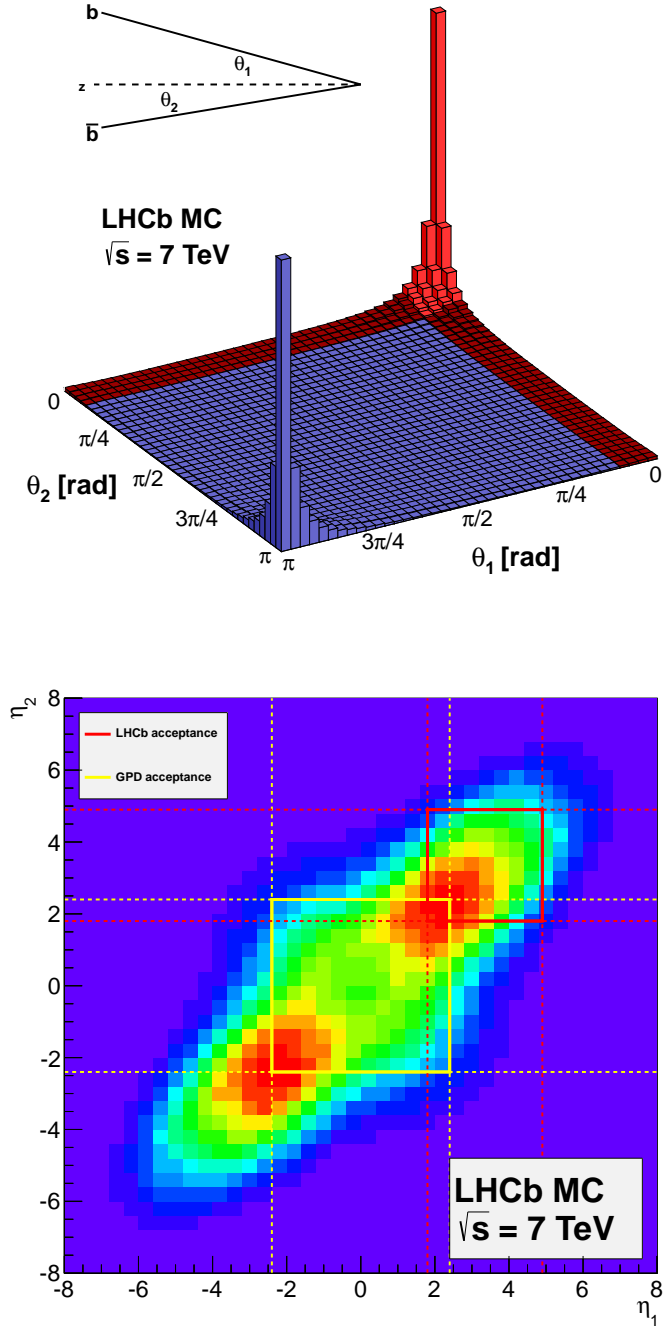 b
θ1
z
θ2
b̅
LHCb MC
√s = 7 TeV
0
π/4
π/2
3π/4
π
θ2 [rad]
π
3π/4
π/2
π/4
0
θ1 [rad]
η2
8
6
4
2
0
-2
-4
-6
-8
LHCb acceptance
GPD acceptance
LHCb MC
√s = 7 TeV
-8 -6 -4 -2 0 2 4 6 8
η1